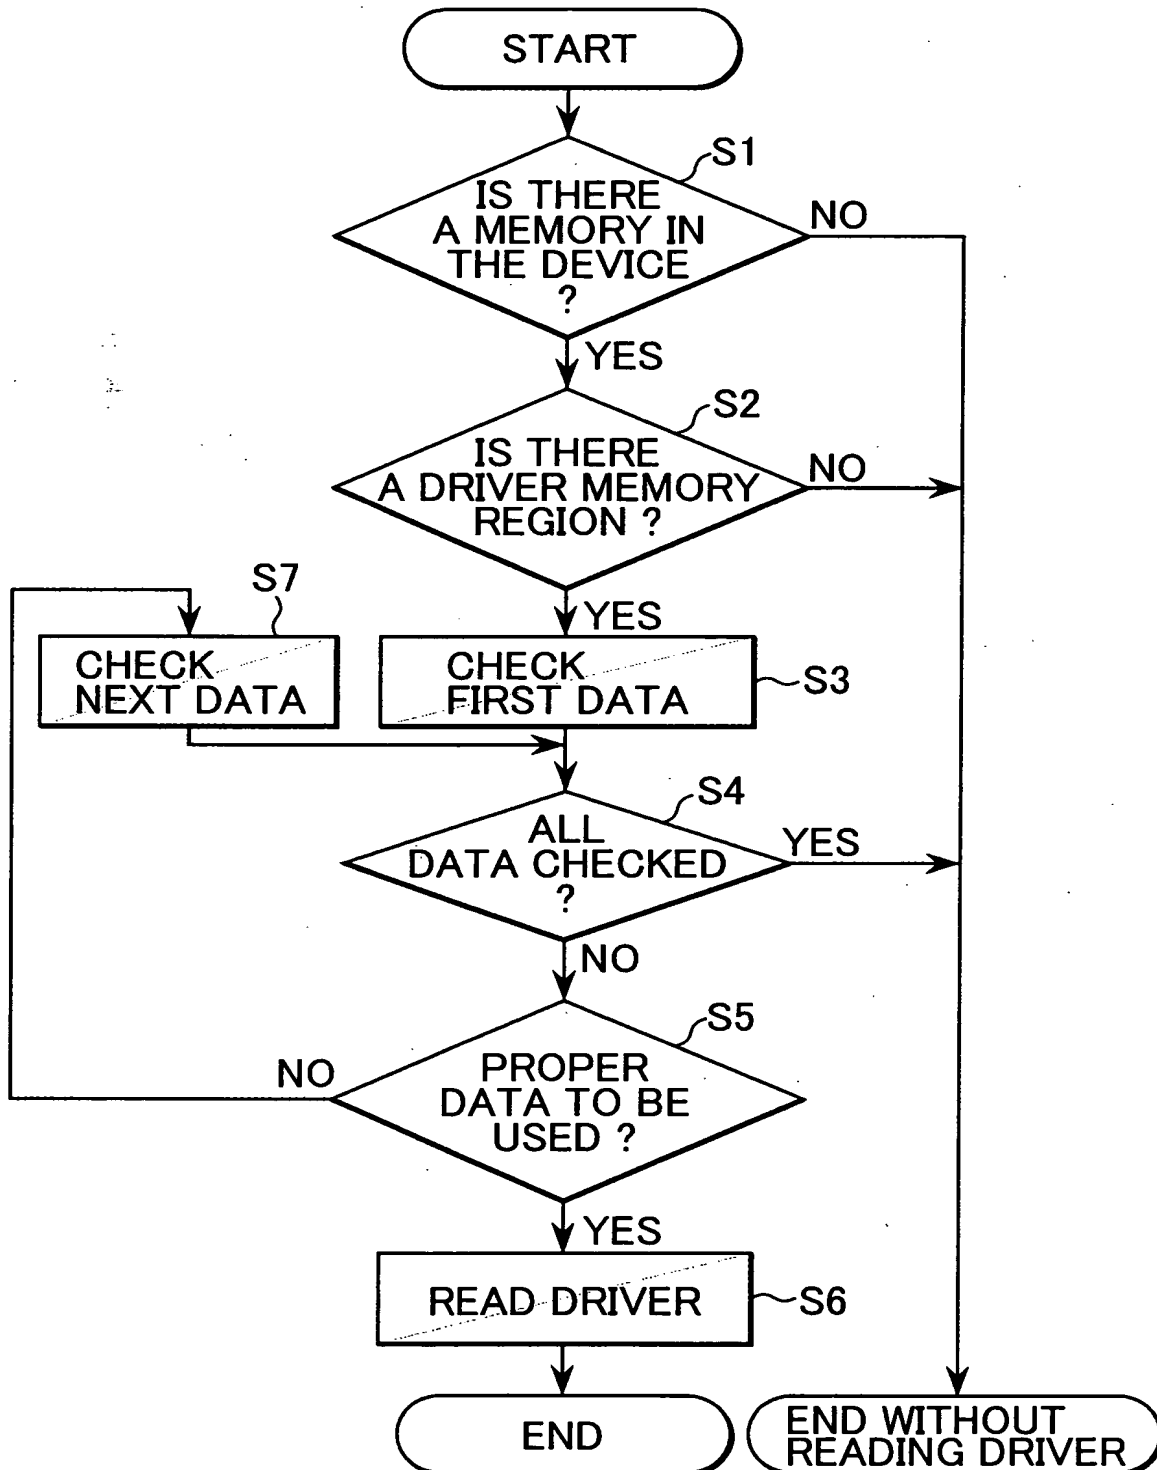 START
S1
IS THERE
A MEMORY IN
THE DEVICE
?
NO
YES
S2
IS THERE
A DRIVER MEMORY
REGION ?
NO
YES
S7
CHECK
NEXT DATA
CHECK
FIRST DATA
S3
S4
ALL
DATA CHECKED
?
YES
NO
S5
PROPER
DATA TO BE
USED ?
NO
YES
READ DRIVER
S6
END
END WITHOUT
READING DRIVER